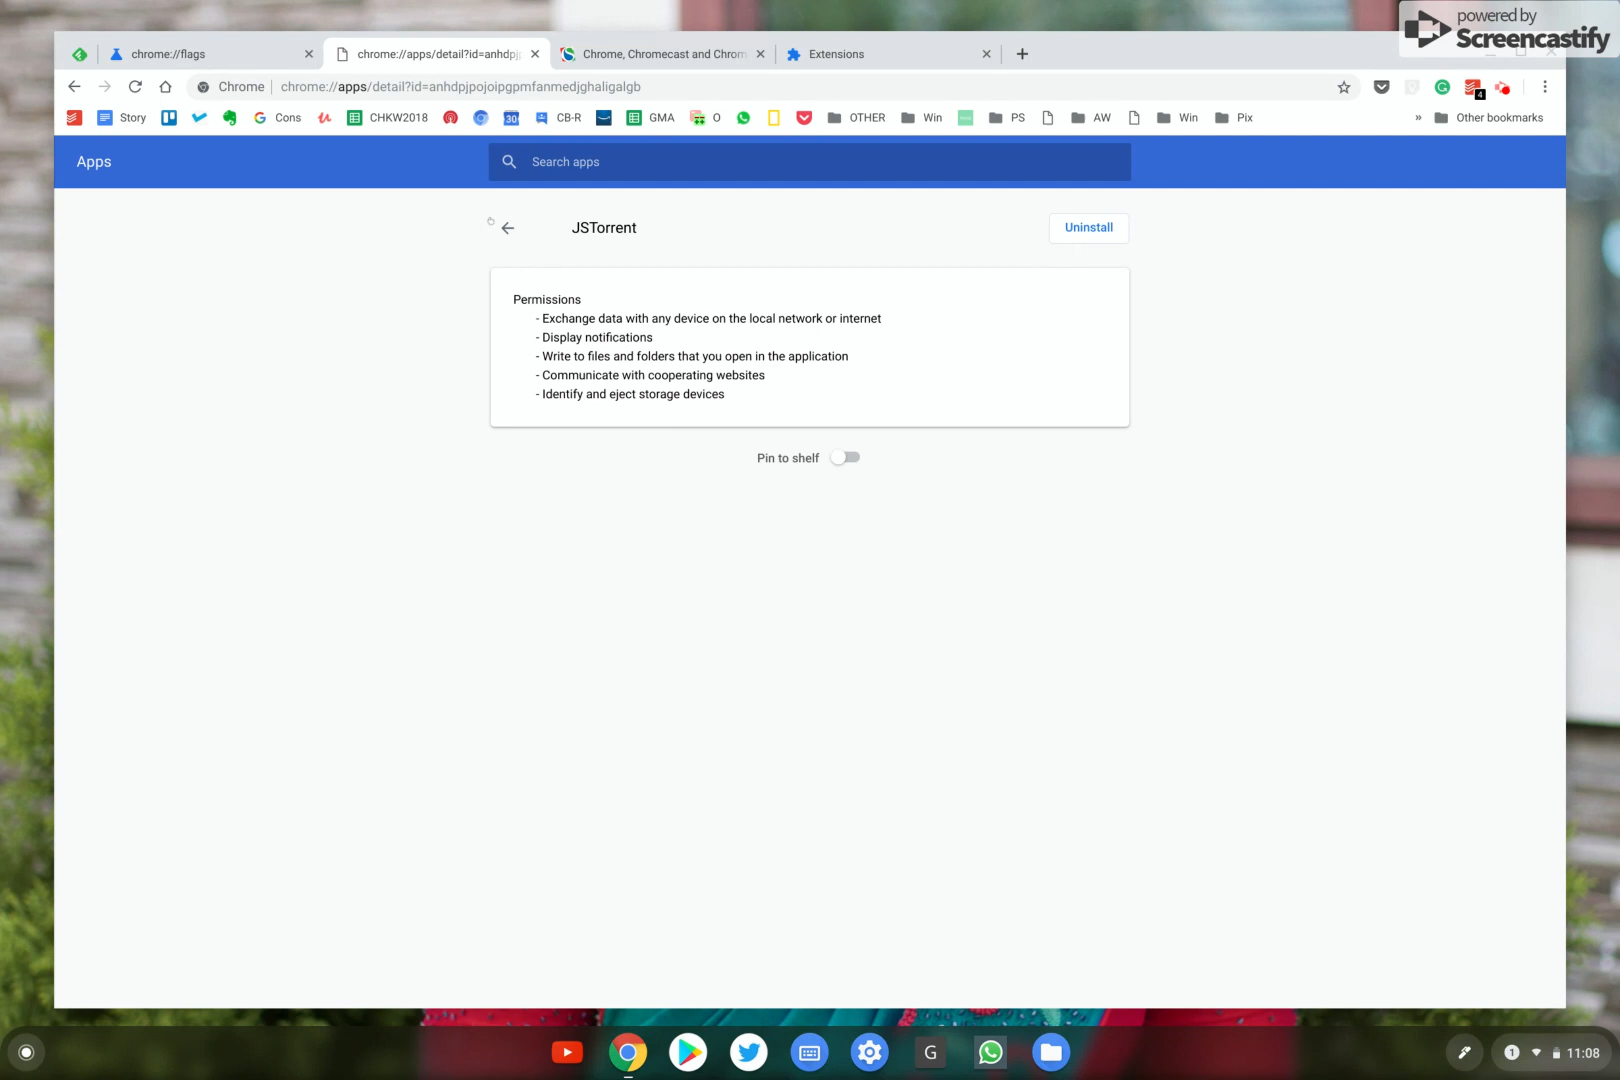 powered by
Screencastify
chrome://flags
chrome://apps/detail?id=anhdpj
Chrome, Chromecast and Chrom
Extensions
Chrome
chrome://apps/detail?id=anhdpjpojoipgpmfanmedjghaligalgb
4
Story
Cons
CHKW2018
30
CB-R
GMA
O
OTHER
Win
PS
AW
Win
Pix
»
Other bookmarks
Apps
Search apps
JSTorrent
Uninstall
Permissions
- Exchange data with any device on the local network or internet
- Display notifications
- Write to files and folders that you open in the application
- Communicate with cooperating websites
- Identify and eject storage devices
Pin to shelf
G
1
11:08